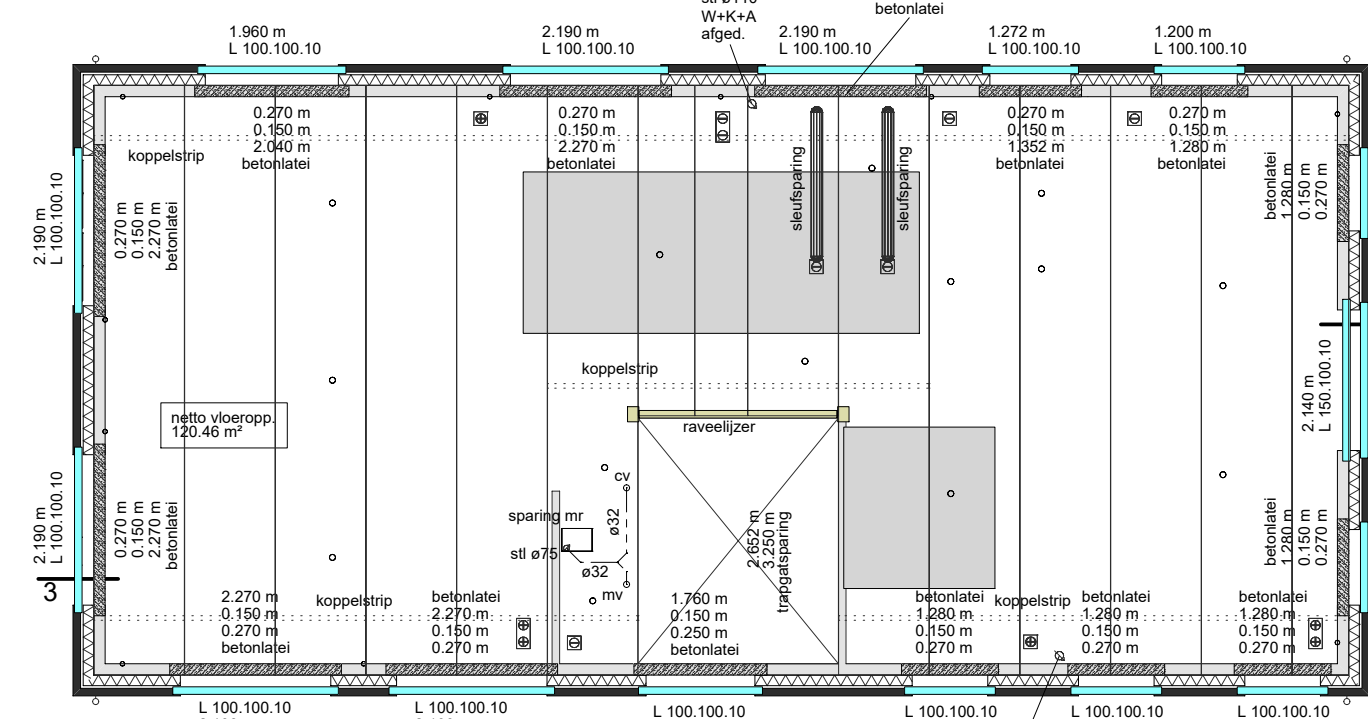 W+K+A
afged.
betonlatei
1.960 m
L 100.100.10
2.190 m
L 100.100.10
2.190 m
L 100.100.10
1.272 m
L 100.100.10
1.200 m
L 100.100.10
0.270 m
0.150 m
2.040 m
betonlatei
0.270 m
0.150 m
2.270 m
betonlatei
0.270 m
0.150 m
1.352 m
betonlatei
0.270 m
0.150 m
1.280 m
betonlatei
koppelstrip
sleufsparing
sleufsparing
2.190 m
L 100.100.10
0.270 m
0.150 m
2.270 m
betonlatei
betonlatei
1.280 m
0.150 m
0.270 m
koppelstrip
2.140 m
L 150.100.10
netto vloeropp.
120.46 m²
raveelijzer
2.190 m
L 100.100.10
0.270 m
0.150 m
2.270 m
betonlatei
cv
sparing mr
ø32
stl ø75
ø32
mv
2.652 m
3.250 m
trapgatsparing
betonlatei
1.280 m
0.150 m
0.270 m
3
2.270 m
0.150 m
0.270 m
betonlatei
koppelstrip
betonlatei
2.270 m
0.150 m
0.270 m
1.760 m
0.150 m
0.250 m
betonlatei
betonlatei
1.280 m
0.150 m
0.270 m
koppelstrip
betonlatei
1.280 m
0.150 m
0.270 m
betonlatei
1.280 m
0.150 m
0.270 m
L 100.100.10
L 100.100.10
L 100.100.10
L 100.100.10
L 100.100.10
L 100.100.10